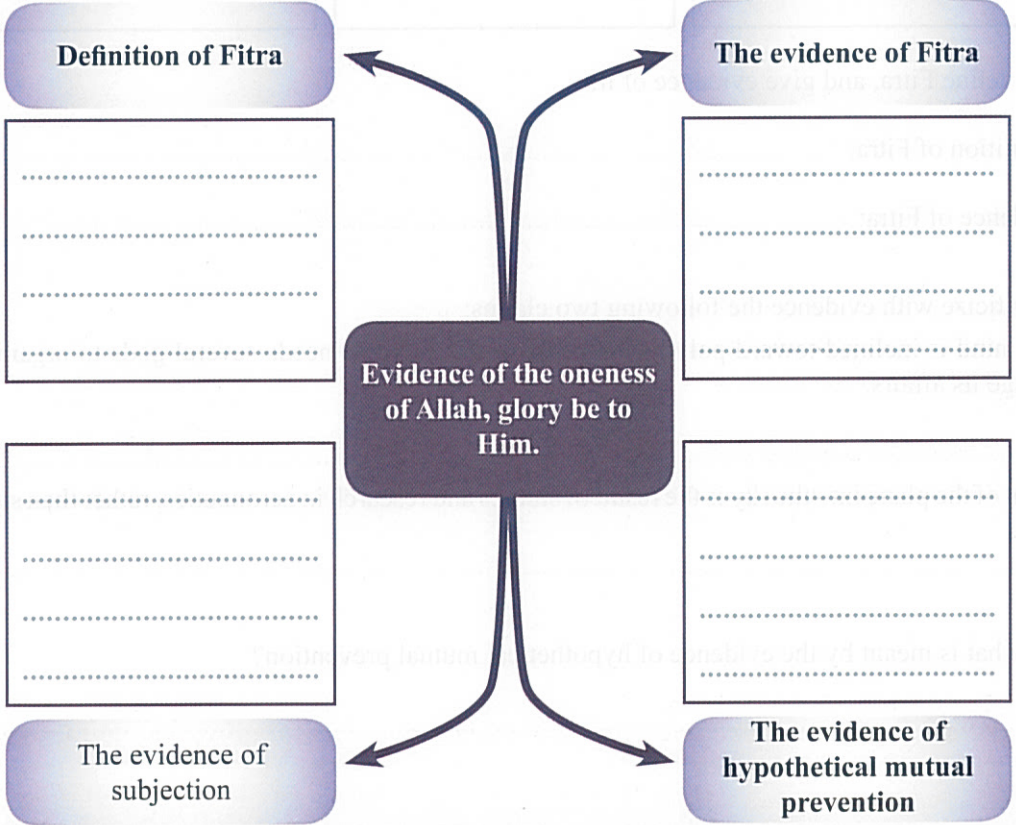 Definition of Fitra
The evidence of Fitra
Evidence of the oneness
of Allah, glory be to
Him.
The evidence of
subjection
The evidence of
hypothetical mutual
prevention